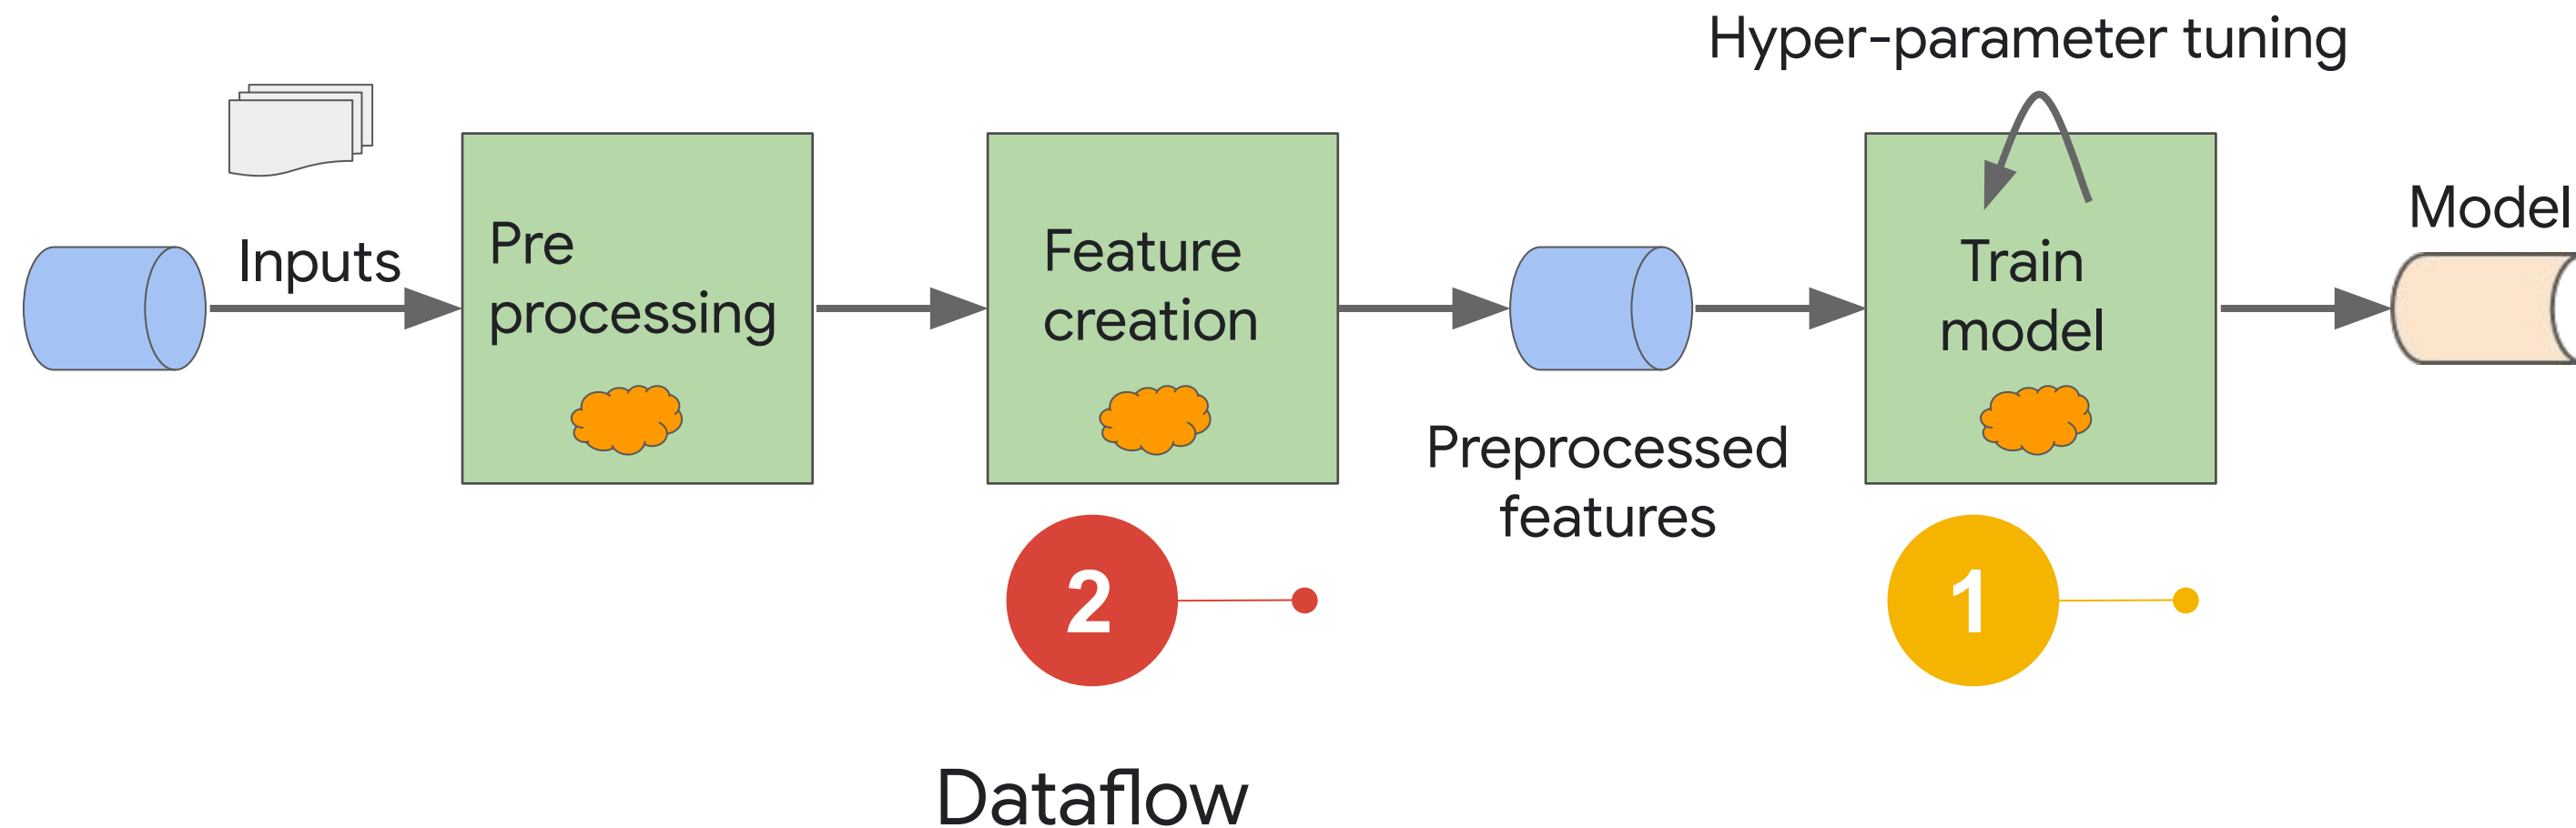 Hyper-parameter tuning
Inputs
Pre
processing
Feature
creation
Preprocessed
features
Train
model
Model
2
1
Dataflow